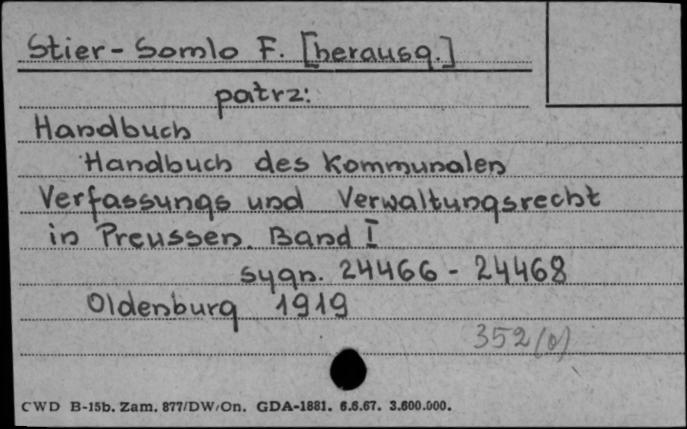 Stier-Somlo F. [herausg.]
patrz:
Handbuch
Handbuch des kommunalen
Verfassungs und Verwaltungsrecht
in Preussen. Band I
sygn. 24466 - 24468
Oldenburg 1919
352(0)
CWD B-15b. Zam. 877/DW/On. GDA-1881. 6.6.67. 3.600.000.